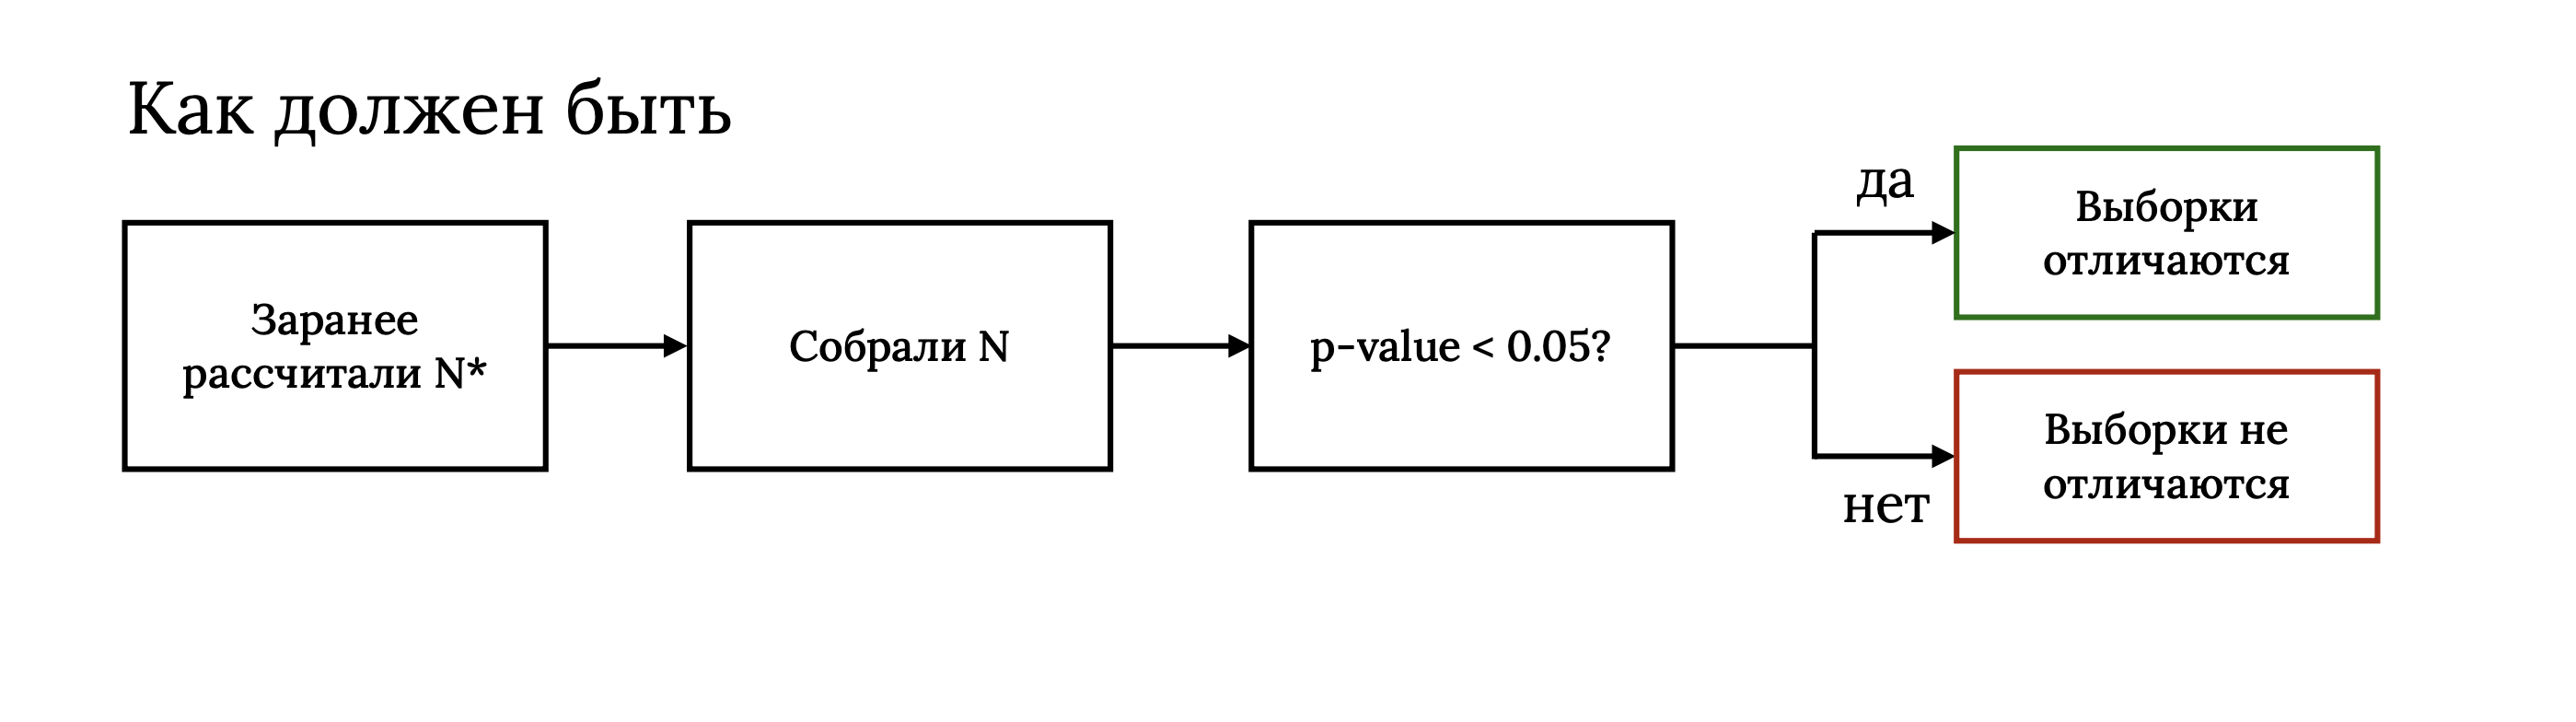 Как должен быть
Заранее
рассчитали N*
Собрали N
p-value < 0.05?
да
Выборки
отличаются
нет
Выборки не
отличаются